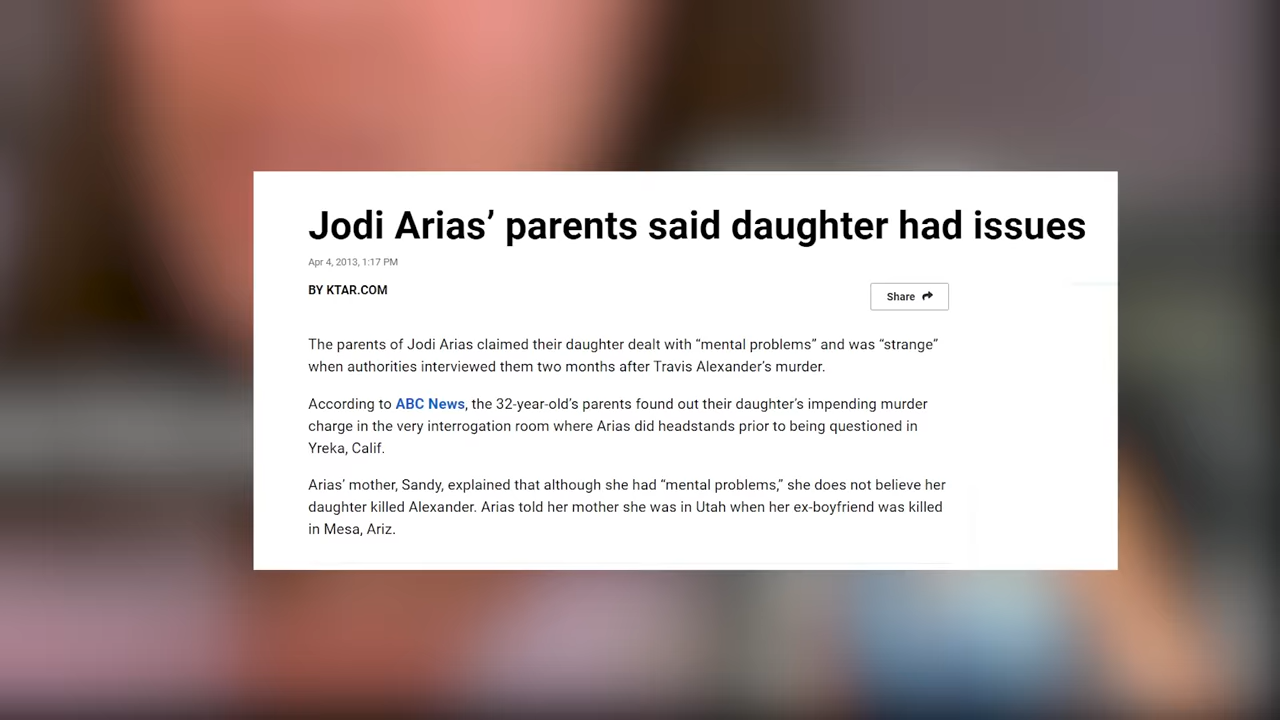 Jodi Arias’ parents said daughter had issues
Apr 4, 2013, 1:17 PM
BY KTAR.COM
Share
The parents of Jodi Arias claimed their daughter dealt with “mental problems” and was “strange”
when authorities interviewed them two months after Travis Alexander’s murder.
According to ABC News, the 32-year-old’s parents found out their daughter’s impending murder
charge in the very interrogation room where Arias did headstands prior to being questioned in
Yreka, Calif.
Arias’ mother, Sandy, explained that although she had “mental problems,” she does not believe her
daughter killed Alexander. Arias told her mother she was in Utah when her ex-boyfriend was killed
in Mesa, Ariz.